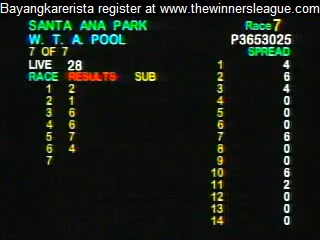 Bayangkarerista register at www.thewinnersleague.com
SANTA ANA PARK Race 7
W. T. A. POOL P3653025
7 OF 7 SPREAD
LIVE 28 1 4
RACE RESULTS SUB 2 6
1 2 3 4
2 1 4 0
3 6 5 0
4 6 6 0
5 7 7 6
6 4 8 0
7 9 0
10 6
11 2
12 0
13 0
14 0